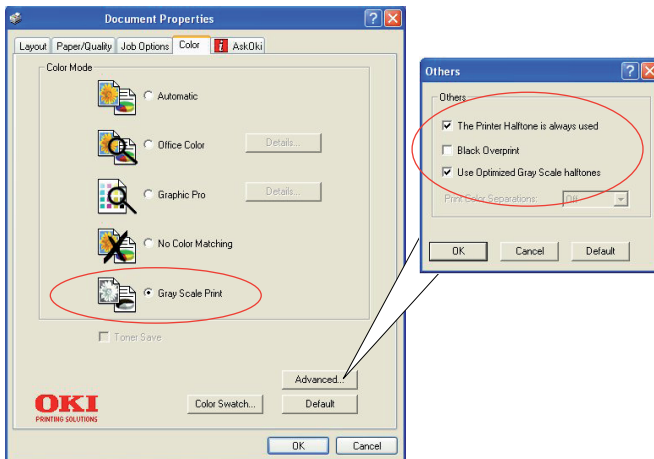 Document Properties
Layout Paper/Quality Job Options Color AskOki
Color Mode
Automatic
Office Color Details...
Graphic Pro Details...
No Color Matching
Gray Scale Print
Toner Save
Advanced...
OKI
PRINTING SOLUTIONS
Color Swatch... Default
OK Cancel
Others
Others
The Printer Halftone is always used
Black Overprint
Use Optimized Gray Scale halftones
Print Color Separations: Off
OK Cancel Default